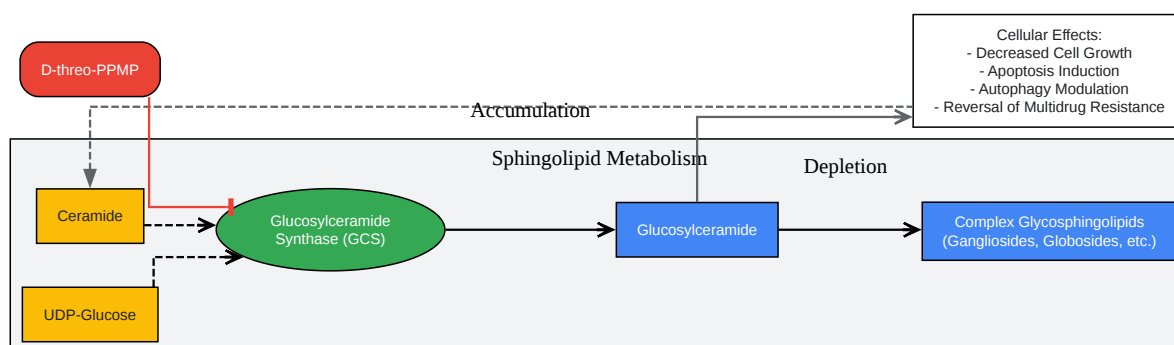 Cellular Effects:
- Decreased Cell Growth
- Apoptosis Induction
- Autophagy Modulation
- Reversal of Multidrug Resistance
D-threo-PPMP
Accumulation
Sphingolipid Metabolism
Depletion
Ceramide
Glucosylceramide
Synthase (GCS)
Glucosylceramide
Complex Glycosphingolipids
(Gangliosides, Globosides, etc.)
UDP-Glucose